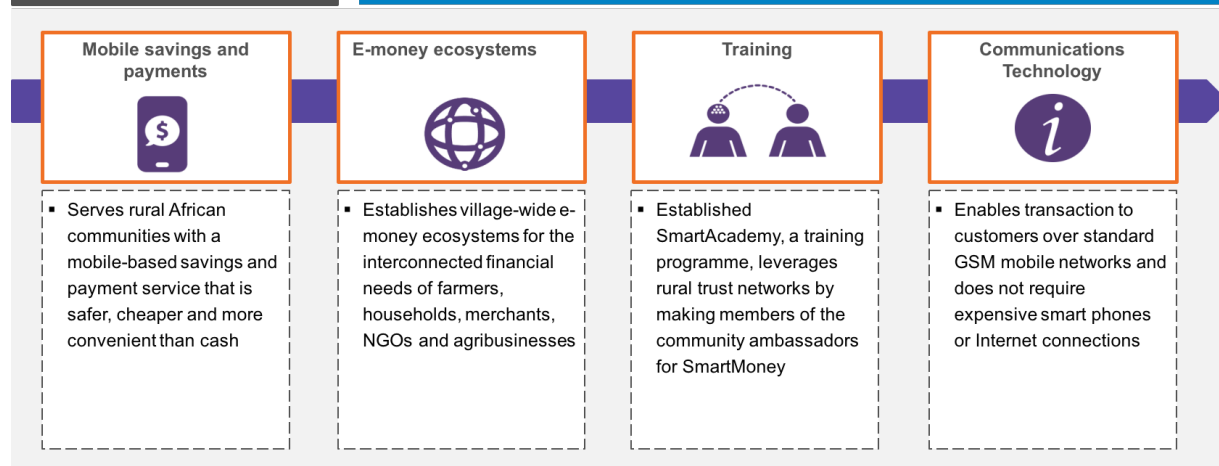 Mobile savings and
payments
$
▪ Serves rural African
communities with a
mobile-based savings and
payment service that is
safer, cheaper and more
convenient than cash
E-money ecosystems
▪ Establishes village-wide e-
money ecosystems for the
interconnected financial
needs of farmers,
households, merchants,
NGOs and agribusinesses
Training
▪ Established
SmartAcademy, a training
programme, leverages
rural trust networks by
making members of the
community ambassadors
for SmartMoney
Communications
Technology
i
▪ Enables transaction to
customers over standard
GSM mobile networks and
does not require
expensive smart phones
or Internet connections